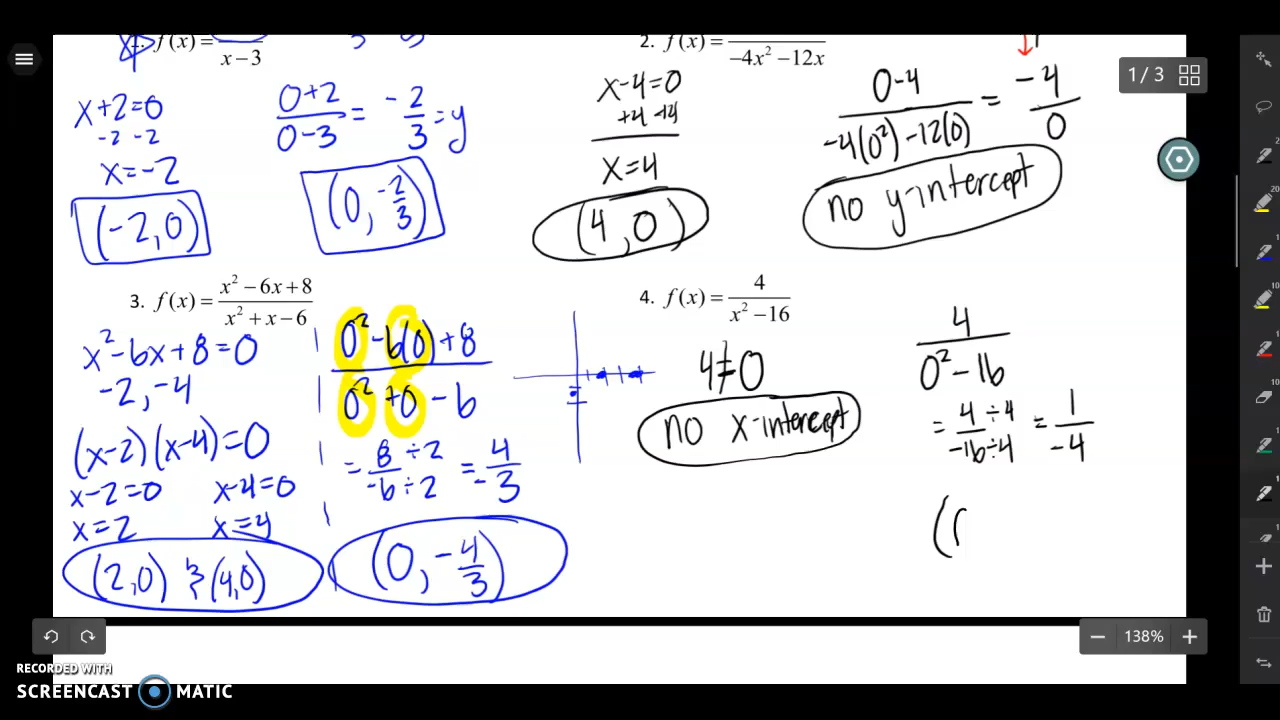 1. f(x) =
x − 3
x+2=0
-2 -2
x=-2
(-2,0)
0+2 / 0-3 = -2/3 = y
(0, -2/3)
2. f(x) =
−4x² −12x
x-4=0
+4 +4
x=4
(4,0)
0-4 / -4(0²)-12(0) = -4/0
no y-intercept
3. f(x) = x² − 6x + 8 / x² + x − 6
x²-6x+8=0
-2, -4
(x-2)(x-4)=0
x-2=0 x-4=0
x=2 x=4
(2,0) & (4,0)
0²-6(0)+8 / 0²+0-6
= 8÷2 / -6÷2 = 4/-3
(0, -4/3)
4. f(x) = 4 / x² − 16
4≠0
no x-intercept
4 / 0²-16
= 4÷4 / -16÷4 = 1/-4
(
1 / 3
138%
RECORDED WITH
SCREENCAST MATIC